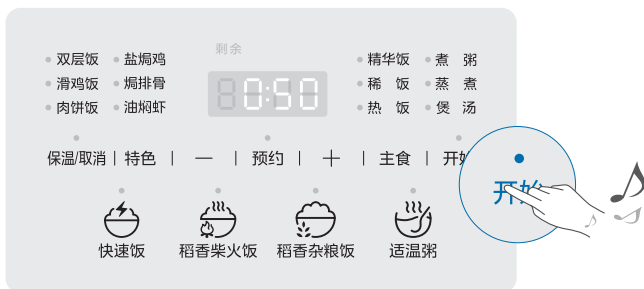 剩余
双层饭 盐焗鸡
滑鸡饭 焗排骨
肉饼饭 油焖虾
0:50
精华饭 煮 粥
稀 饭 蒸 煮
热 饭 煲 汤
保温/取消 | 特色 | — | 预约 | + | 主食 | 开始
开始
快速饭 稻香柴火饭 稻香杂粮饭 适温粥